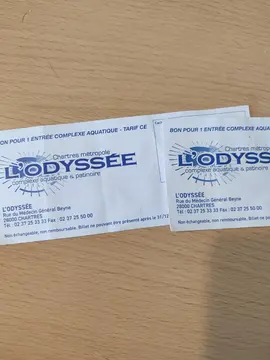 BON POUR 1 ENTRÉE COMPLEXE AQUATIQUE - TARIF CE
Chartres métropole
L'ODYSSÉE
complexe aquatique & patinoire
L'ODYSSÉE
Rue du Médecin Général Beyne
28000 CHARTRES
Tél : 02 37 25 33 33 Fax : 02 37 25 50 00
Non échangeable, non remboursable. Billet ne pouvant être présenté après le 31/12
BON POUR 1 ENTRÉE COMPLEXE AQUA
Chartres métropole
L'ODYSS
complexe aquatique & patinoire
L'ODYSSÉE
Rue du Médecin Général Beyne
28000 CHARTRES
Tél : 02 37 25 33 33 Fax : 02 37 25 50 00
Non échangeable, non remboursable. Billet ne pou